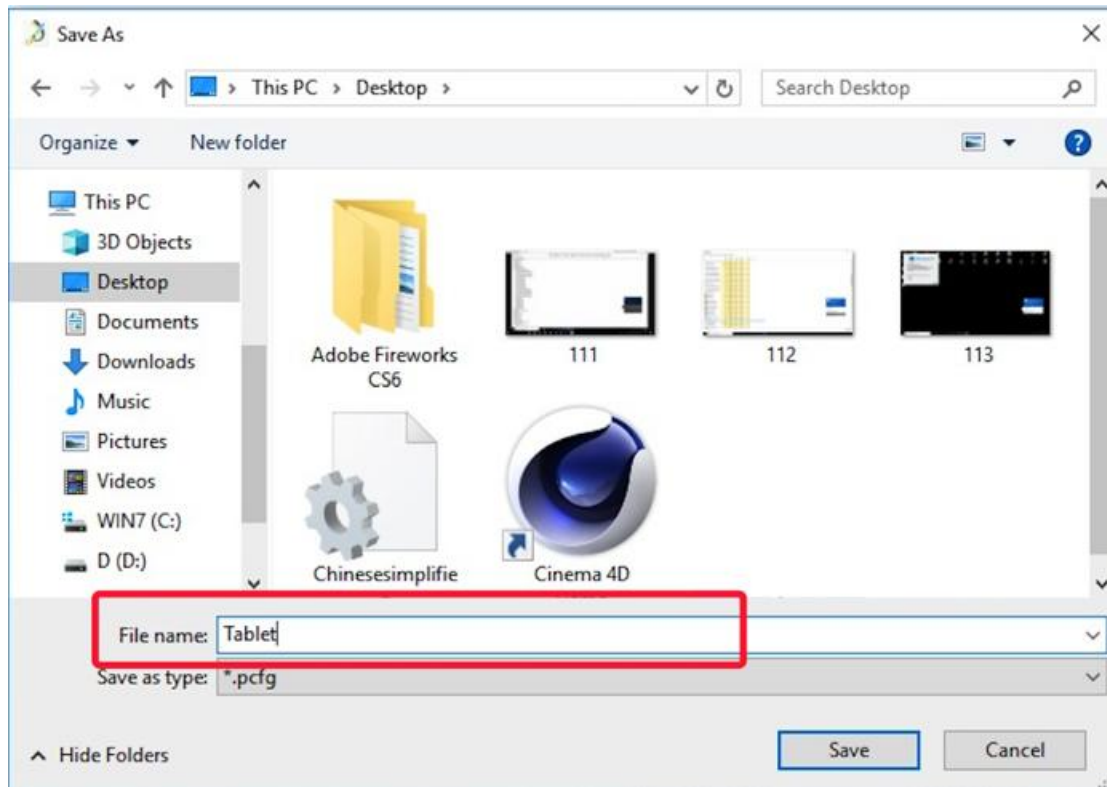 Save As
This PC > Desktop >
Search Desktop
Organize
New folder
This PC
3D Objects
Desktop
Documents
Downloads
Music
Pictures
Videos
WIN7 (C:)
D (D:)
Adobe Fireworks
CS6
111
112
113
Chinesesimplifie
Cinema 4D
File name: Tablet
Save as type: *.pcfg
Hide Folders
Save
Cancel